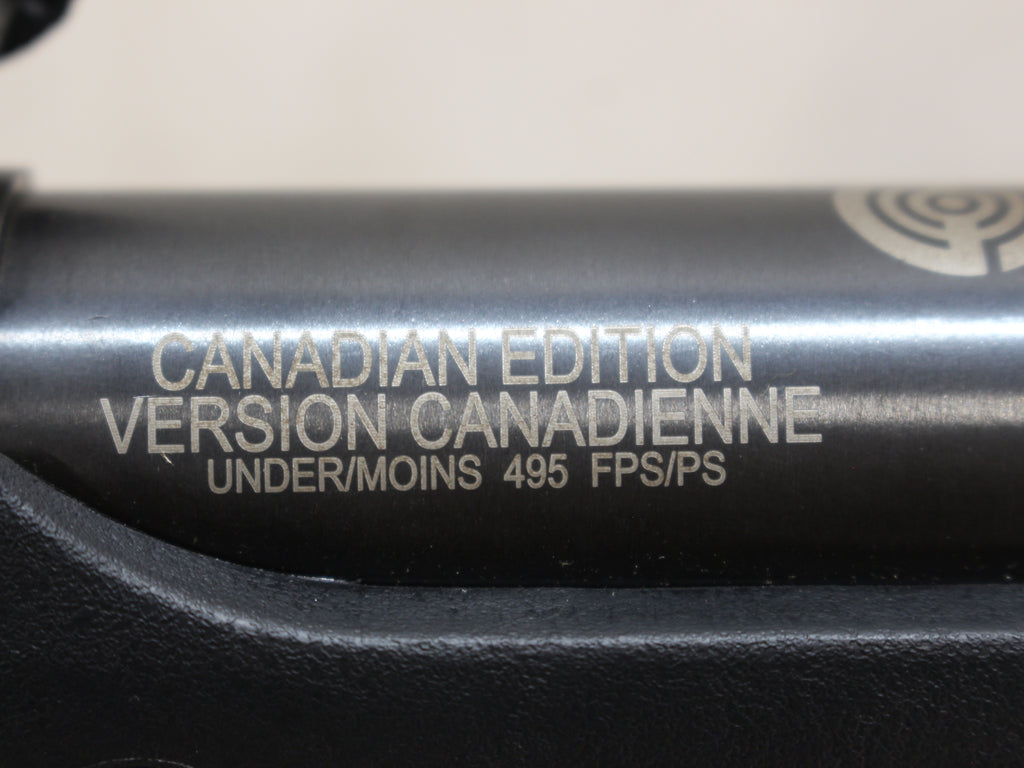 CANADIAN EDITION
VERSION CANADIENNE
UNDER/MOINS 495 FPS/PS